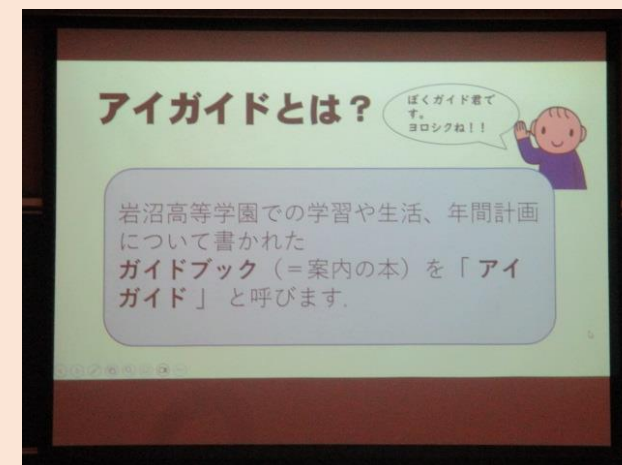 アイガイドとは？
ぼくガイド君で
す。
ヨロシクね！！
岩沼高等学園での学習や生活、年間計画
について書かれた
ガイドブック（＝案内の本）を「 アイ
ガイド 」 と呼びます.